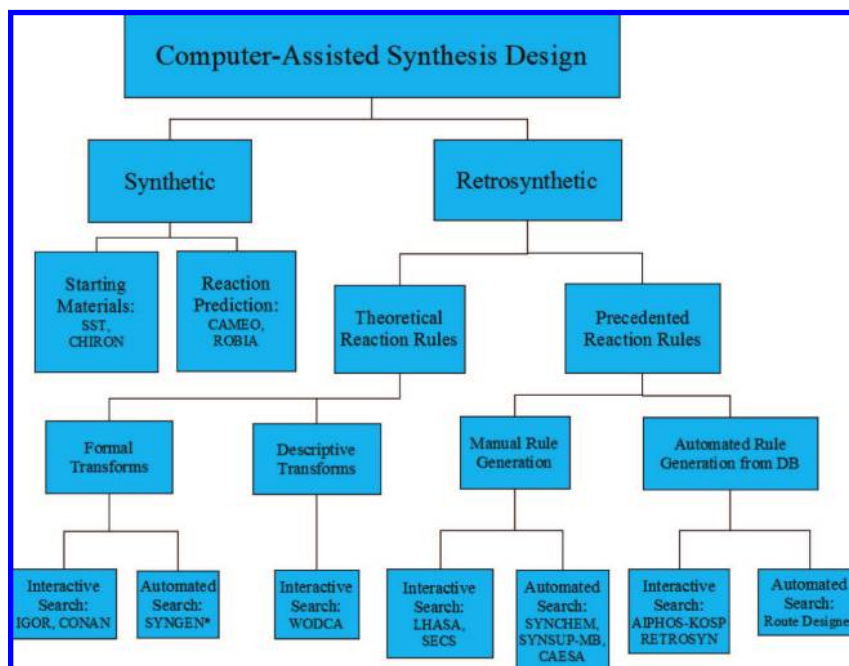 Computer-Assisted Synthesis Design
Synthetic
Retrosynthetic
Starting
Materials:
SST,
CHIRON
Reaction
Prediction:
CAMEO,
ROBIA
Theoretical
Reaction Rules
Precedented
Reaction Rules
Formal
Transforms
Descriptive
Transforms
Manual Rule
Generation
Automated Rule
Generation from DB
Interactive
Search:
IGOR, CONAN
Automated
Search:
SYNGEN*
Interactive
Search:
WODCA
Interactive
Search:
LHASA,
SECS
Automated
Search:
SYNCHEM,
SYNSUP-MB,
CAESA
Interactive
Search:
AIPHOS-KOSP
RETROSYN
Automated
Search:
Route Designe